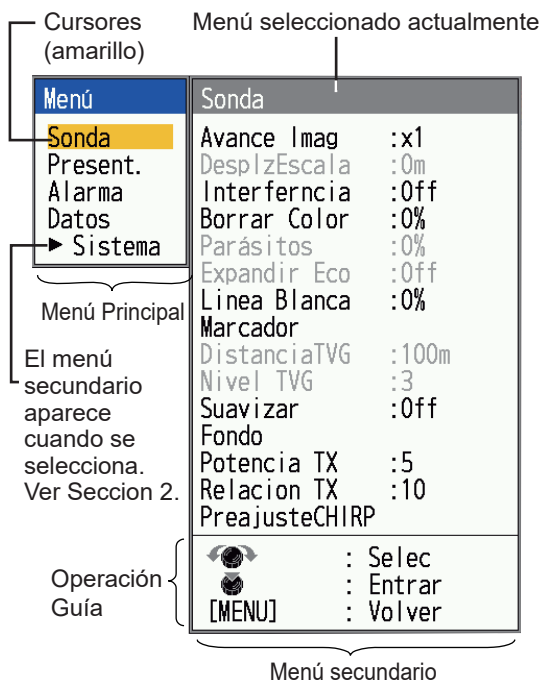 Cursores
(amarillo)
Menú seleccionado actualmente
Menú
Sonda
Present.
Alarma
Datos
▶ Sistema
Menú Principal
El menú
secundario
aparece
cuando se
selecciona.
Ver Seccion 2.
Sonda
Avance Imag :x1
DesplzEscala :0m
Interferncia :Off
Borrar Color :0%
Parásitos :0%
Expandir Eco :Off
Linea Blanca :0%
Marcador
DistanciaTVG :100m
Nivel TVG :3
Suavizar :Off
Fondo
Potencia TX :5
Relacion TX :10
PreajusteCHIRP
Operación
Guía
: Selec
: Entrar
[MENU] : Volver
Menú secundario